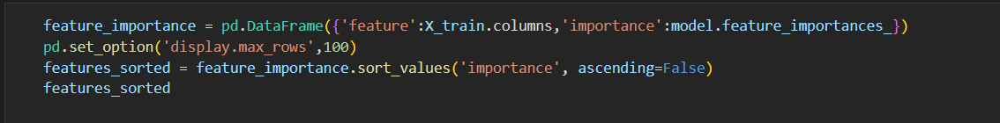 feature_importance = pd.DataFrame({'feature':X_train.columns,'importance':model.feature_importances_})
pd.set_option('display.max_rows',100)
features_sorted = feature_importance.sort_values('importance', ascending=False)
features_sorted